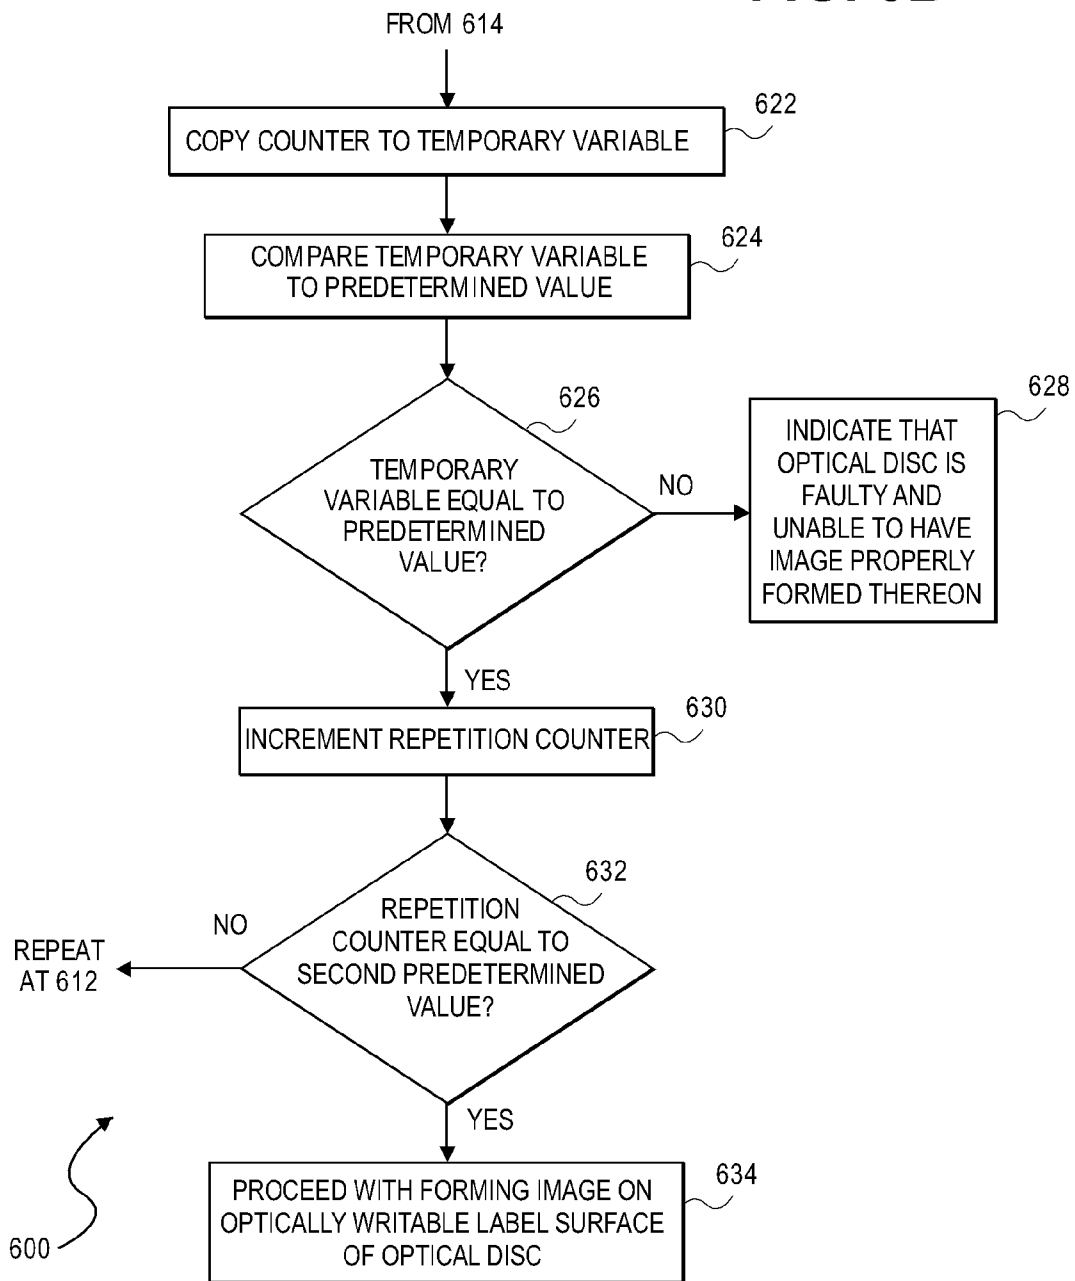 FROM 614
622
COPY COUNTER TO TEMPORARY VARIABLE
624
COMPARE TEMPORARY VARIABLE
TO PREDETERMINED VALUE
626
628
TEMPORARY
VARIABLE EQUAL TO
PREDETERMINED
VALUE?
NO
INDICATE THAT
OPTICAL DISC IS
FAULTY AND
UNABLE TO HAVE
IMAGE PROPERLY
FORMED THEREON
YES
630
INCREMENT REPETITION COUNTER
632
REPETITION
COUNTER EQUAL TO
SECOND PREDETERMINED
VALUE?
NO
REPEAT
AT 612
YES
634
PROCEED WITH FORMING IMAGE ON
OPTICALLY WRITABLE LABEL SURFACE
OF OPTICAL DISC
600